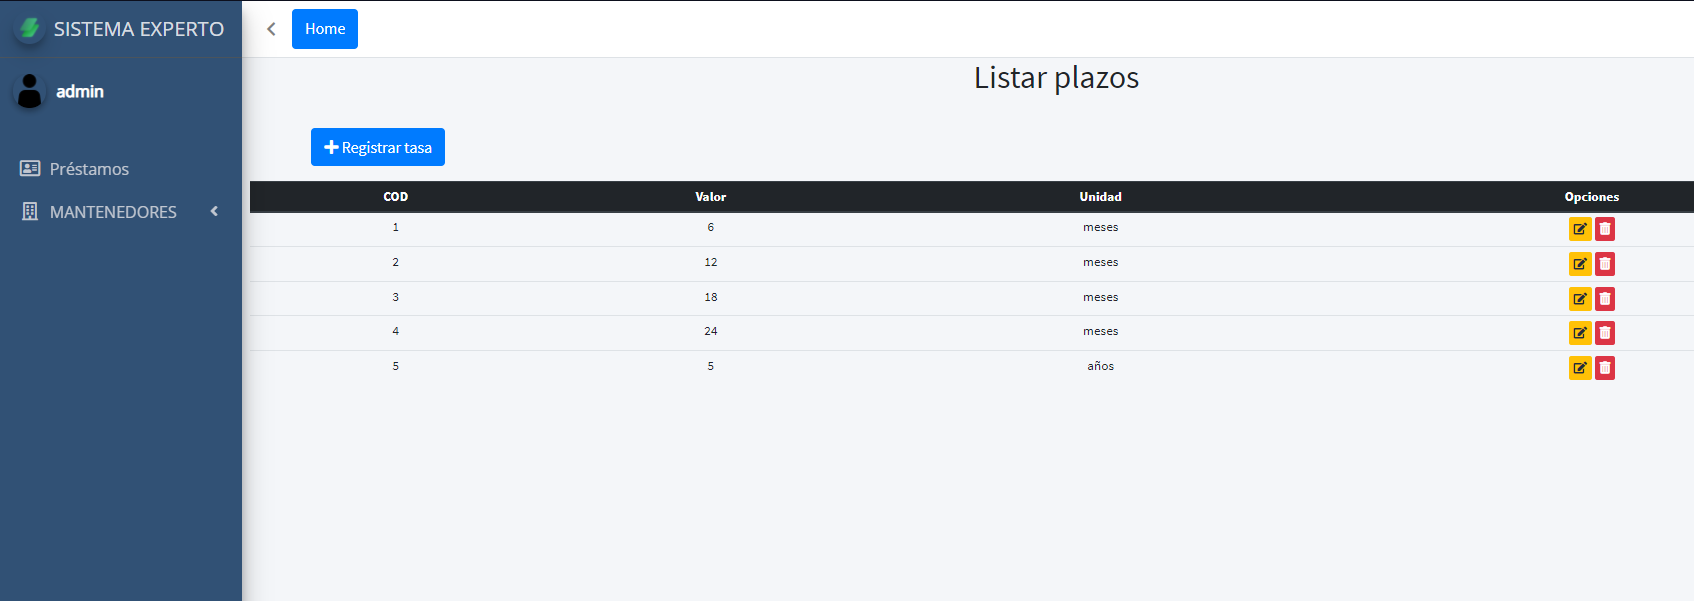 SISTEMA EXPERTO
Home
admin
Listar plazos
Registrar tasa
Préstamos
MANTENEDORES
COD Valor Unidad Opciones
1 6 meses
2 12 meses
3 18 meses
4 24 meses
5 5 años